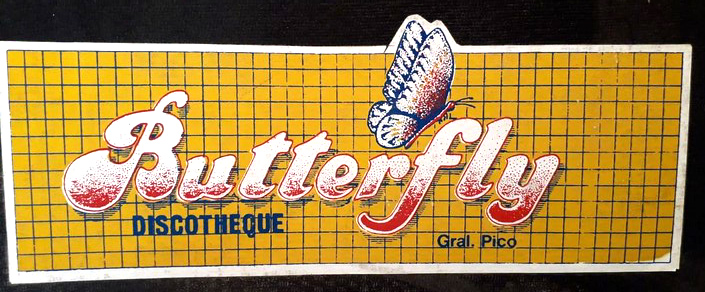 Butterfly
DISCOTHEQUE
Gral. Pico